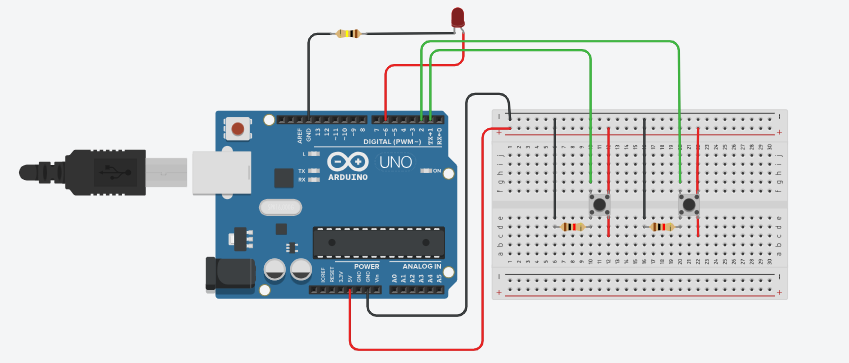 AREF
GND
13
12
~11
~10
~9
8
7
~6
~5
4
~3
2
TX→1
RX←0
DIGITAL (PWM~)
L
TX
RX
UNO
ARDUINO
ON
POWER
ANALOG IN
IOREF
RESET
3.3V
5V
GND
GND
Vin
A0
A1
A2
A3
A4
A5